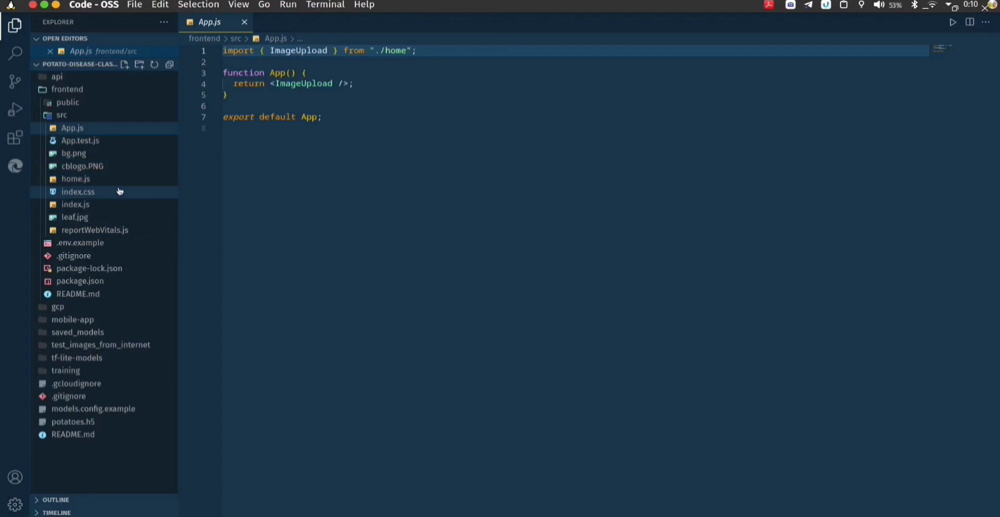 Code - OSS File Edit Selection View Go Run Terminal Help 53% 0:10
EXPLORER
OPEN EDITORS
App.js frontend/src
POTATO-DISEASE-CLAS...
api
frontend
public
src
App.js
App.test.js
bg.png
cblogo.PNG
home.js
index.css
index.js
leaf.jpg
reportWebVitals.js
.env.example
.gitignore
package-lock.json
package.json
README.md
gcp
mobile-app
saved_models
test_images_from_internet
tf-lite-models
training
.gcloudignore
.gitignore
models.config.example
potatoes.h5
README.md
OUTLINE
TIMELINE
App.js
frontend > src > App.js > ...
1 import { ImageUpload } from "./home";
2
3 function App() {
4 return <ImageUpload />;
5 }
6
7 export default App;
8